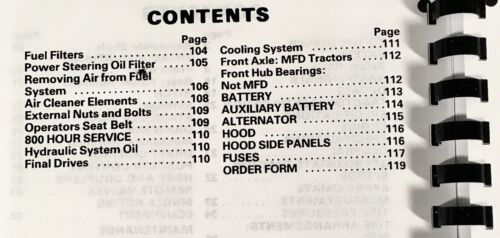 CONTENTS
Page
Fuel Filters 104
Power Steering Oil Filter 105
Removing Air from Fuel
System 106
Air Cleaner Elements 108
External Nuts and Bolts 109
Operators Seat Belt 109
800 HOUR SERVICE 110
Hydraulic System Oil 110
Final Drives 110
Page
Cooling System 111
Front Axle: MFD Tractors 112
Front Hub Bearings:
Not MFD 112
BATTERY 113
AUXILIARY BATTERY 114
ALTERNATOR 115
HOOD 116
HOOD SIDE PANELS 116
FUSES 117
ORDER FORM 119